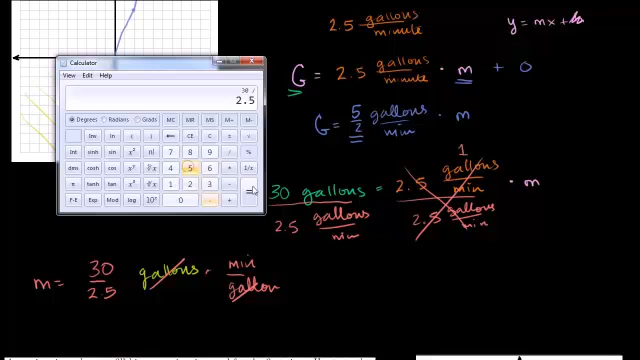 2.5 gallons/minute
y = mx + b
Calculator
View Edit Help
30 /
2.5
G = 2.5 gallons/minute · m + 0
Degrees Radians Grads MC MR MS M+ M-
Inv ln ( ) ← CE C ± √
Int sinh sin x² n! 7 8 9 / %
dms cosh cos xʸ ʸ√x 4 5 6 * 1/x
π tanh tan x³ ³√x 1 2 3 - =
F-E Exp Mod log 10ˣ 0 . +
G = 5/2 gallons/min · m
1
30 gallons / 2.5 gallons/min = 2.5 gallons/min / 2.5 gallons/min · m
m = 30/2.5 gallons · min/gallon